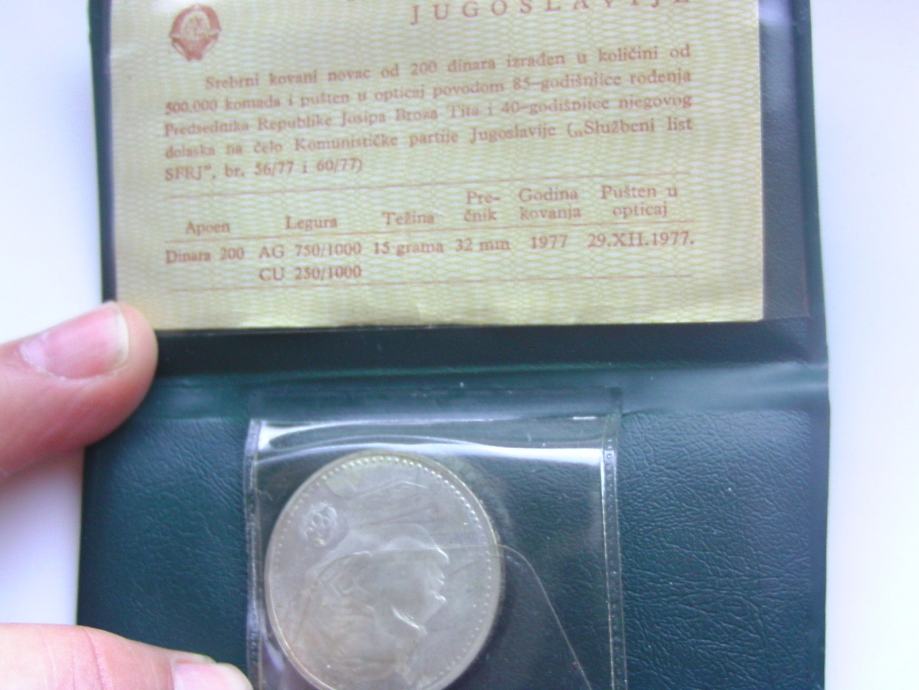 JUGOSLAVIJE
Srebrni kovani novac od 200 dinara izrađen u količini od
500.000 komada i pušten u opticaj povodom 85-godišnjice rođenja
Predsednika Republike Josipa Broza Tita i 40-godišnjice njegovog
dolaska na čelo Komunističke partije Jugoslavije („Službeni list
SFRJ", br. 56/77 i 60/77)
Apoen Legura Težina Pre-čnik Godina kovanja Pušten u opticaj
Dinara 200 AG 750/1000 15 grama 32 mm 1977 29.XII.1977.
CU 250/1000